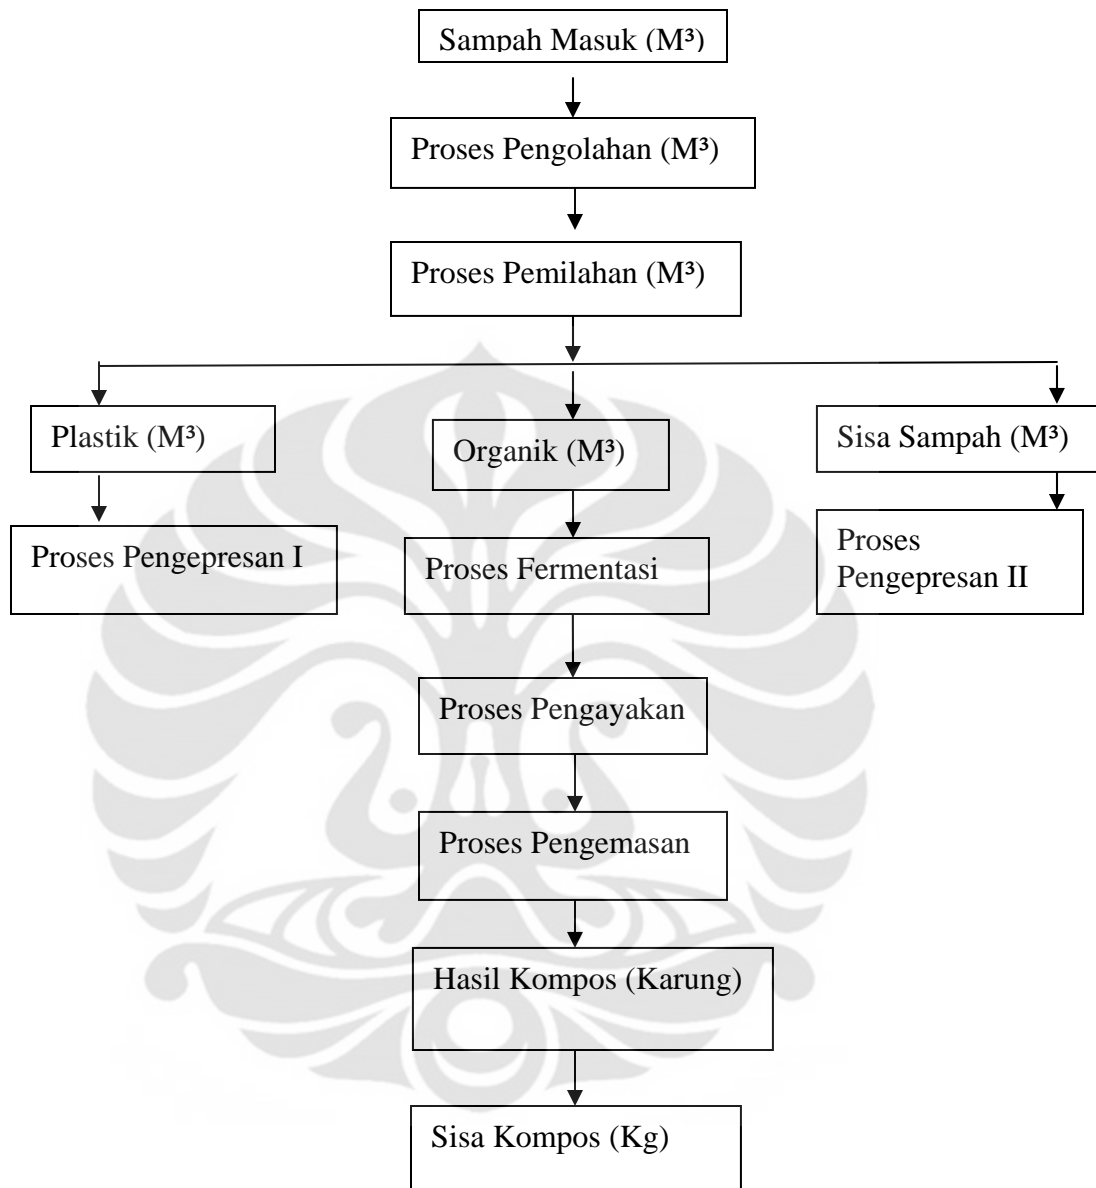 Sampah Masuk (M³)
Proses Pengolahan (M³)
Proses Pemilahan (M³)
Plastik (M³)
Organik (M³)
Sisa Sampah (M³)
Proses Pengepresan I
Proses Fermentasi
Proses
Pengepresan II
Proses Pengayakan
Proses Pengemasan
Hasil Kompos (Karung)
Sisa Kompos (Kg)